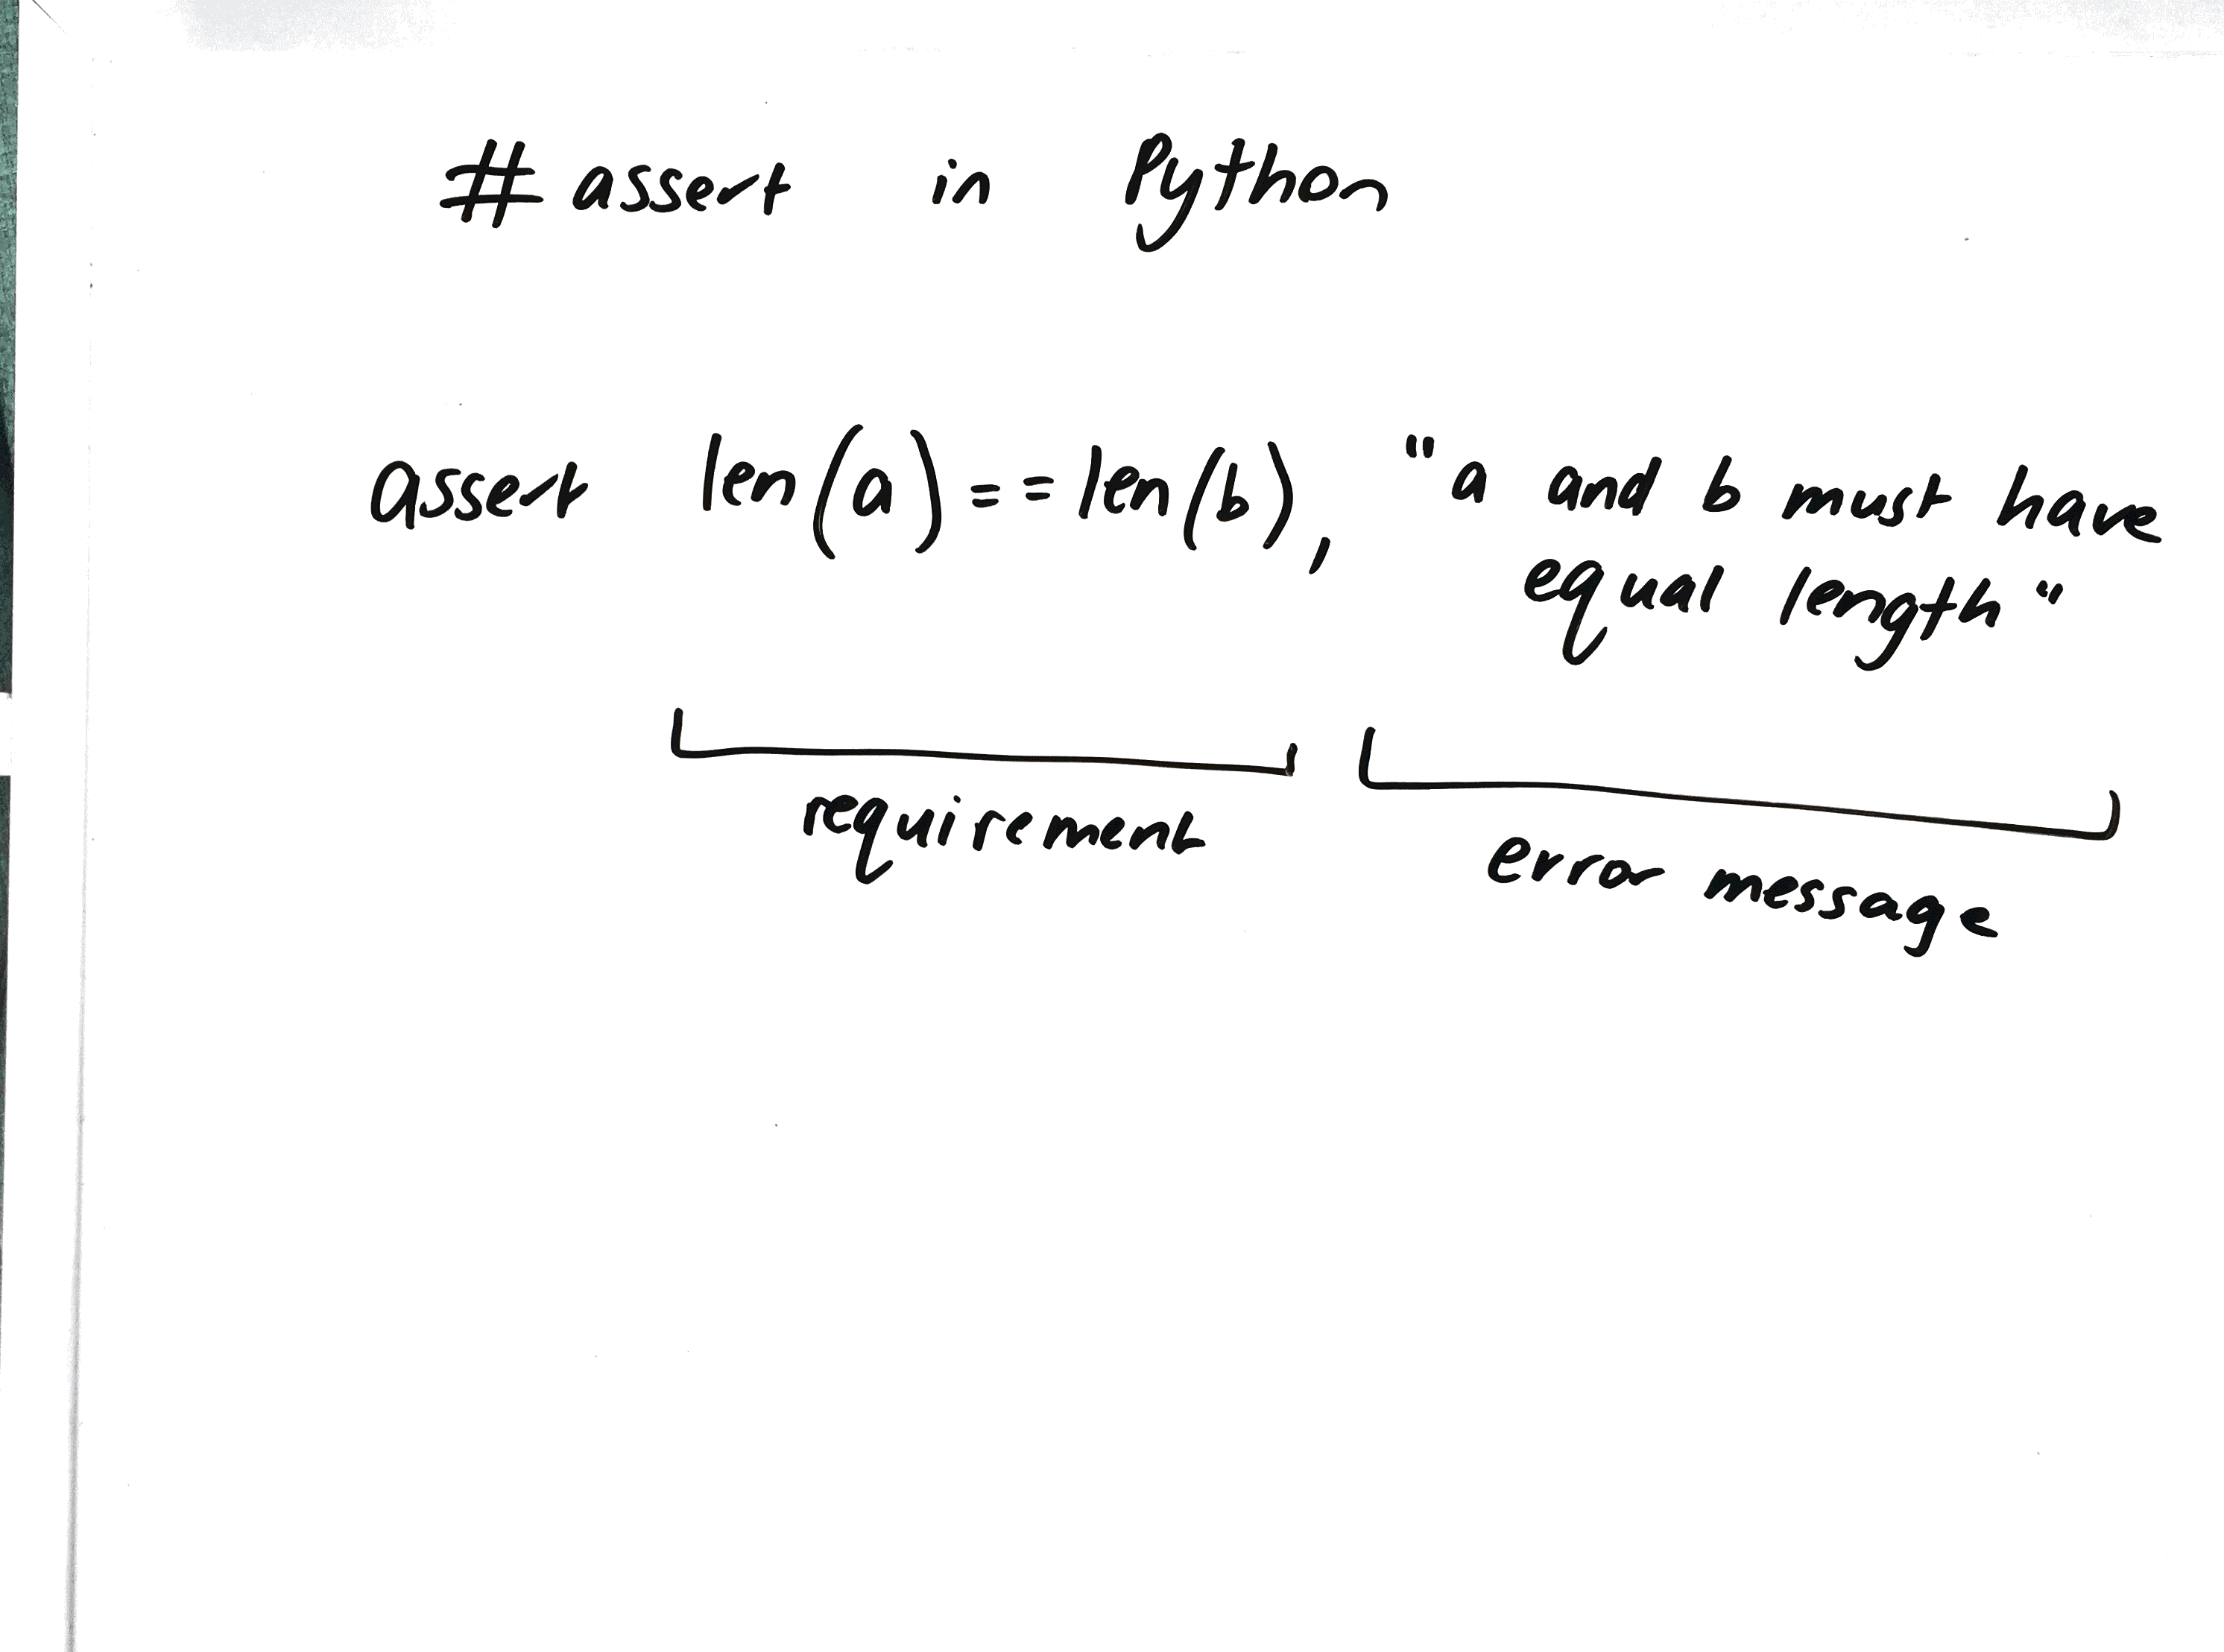 # assert in Python
assert len(a)==len(b), "a and b must have
equal length"
requirement
error message